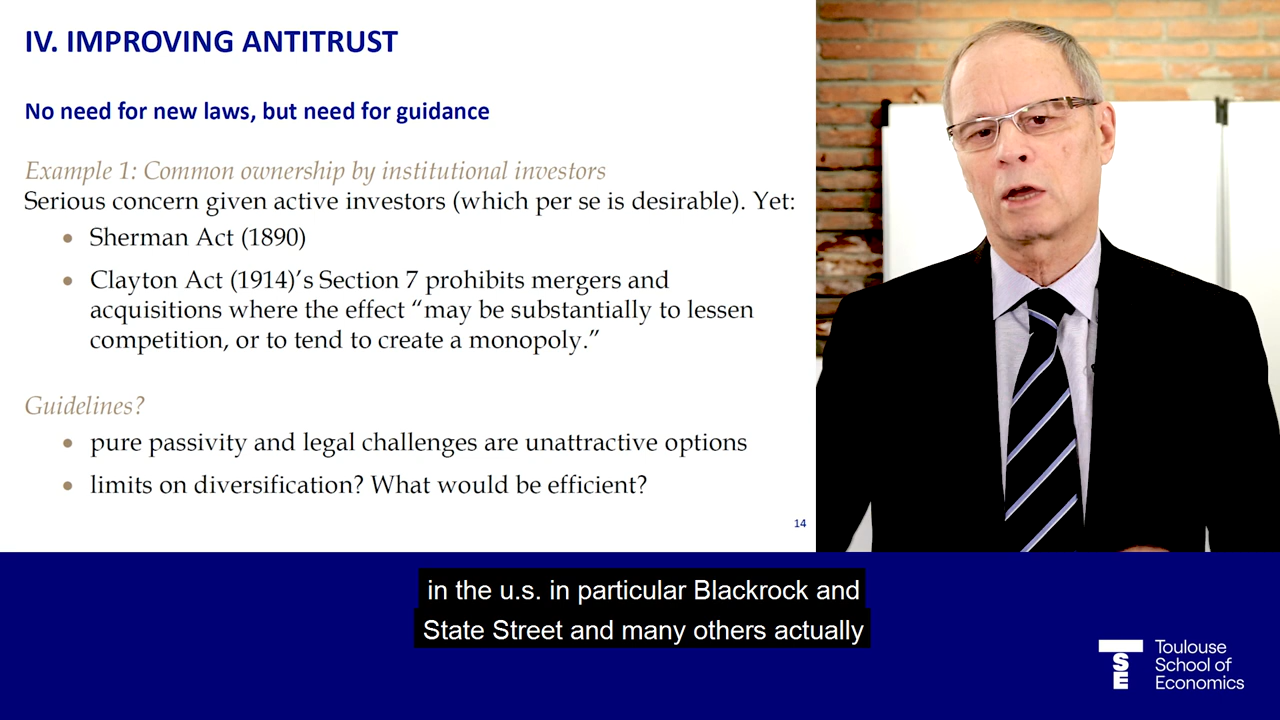 IV. IMPROVING ANTITRUST
No need for new laws, but need for guidance
Example 1: Common ownership by institutional investors
Serious concern given active investors (which per se is desirable). Yet:
• Sherman Act (1890)
• Clayton Act (1914)’s Section 7 prohibits mergers and
acquisitions where the effect “may be substantially to lessen
competition, or to tend to create a monopoly.”
Guidelines?
• pure passivity and legal challenges are unattractive options
• limits on diversification? What would be efficient?
14
in the u.s. in particular Blackrock and
State Street and many others actually
TSE
Toulouse
School of
Economics